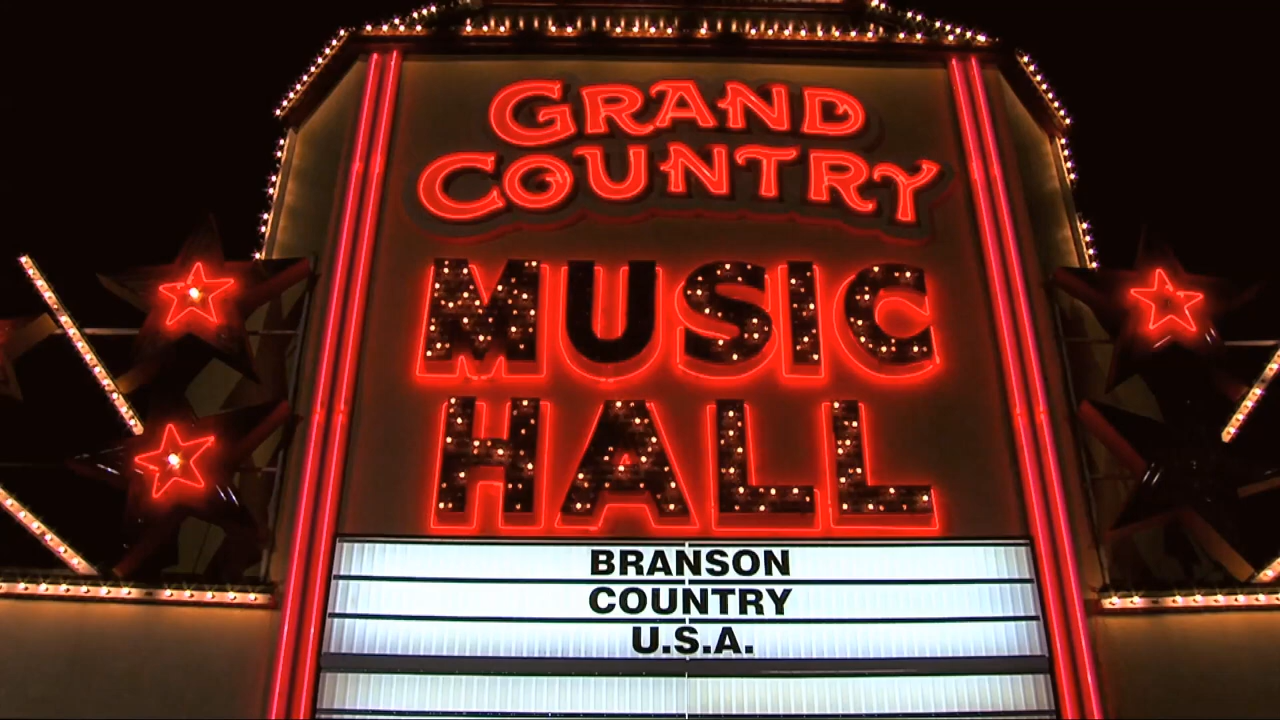 GRAND
COUNTRY
MUSIC
HALL
BRANSON
COUNTRY
U.S.A.